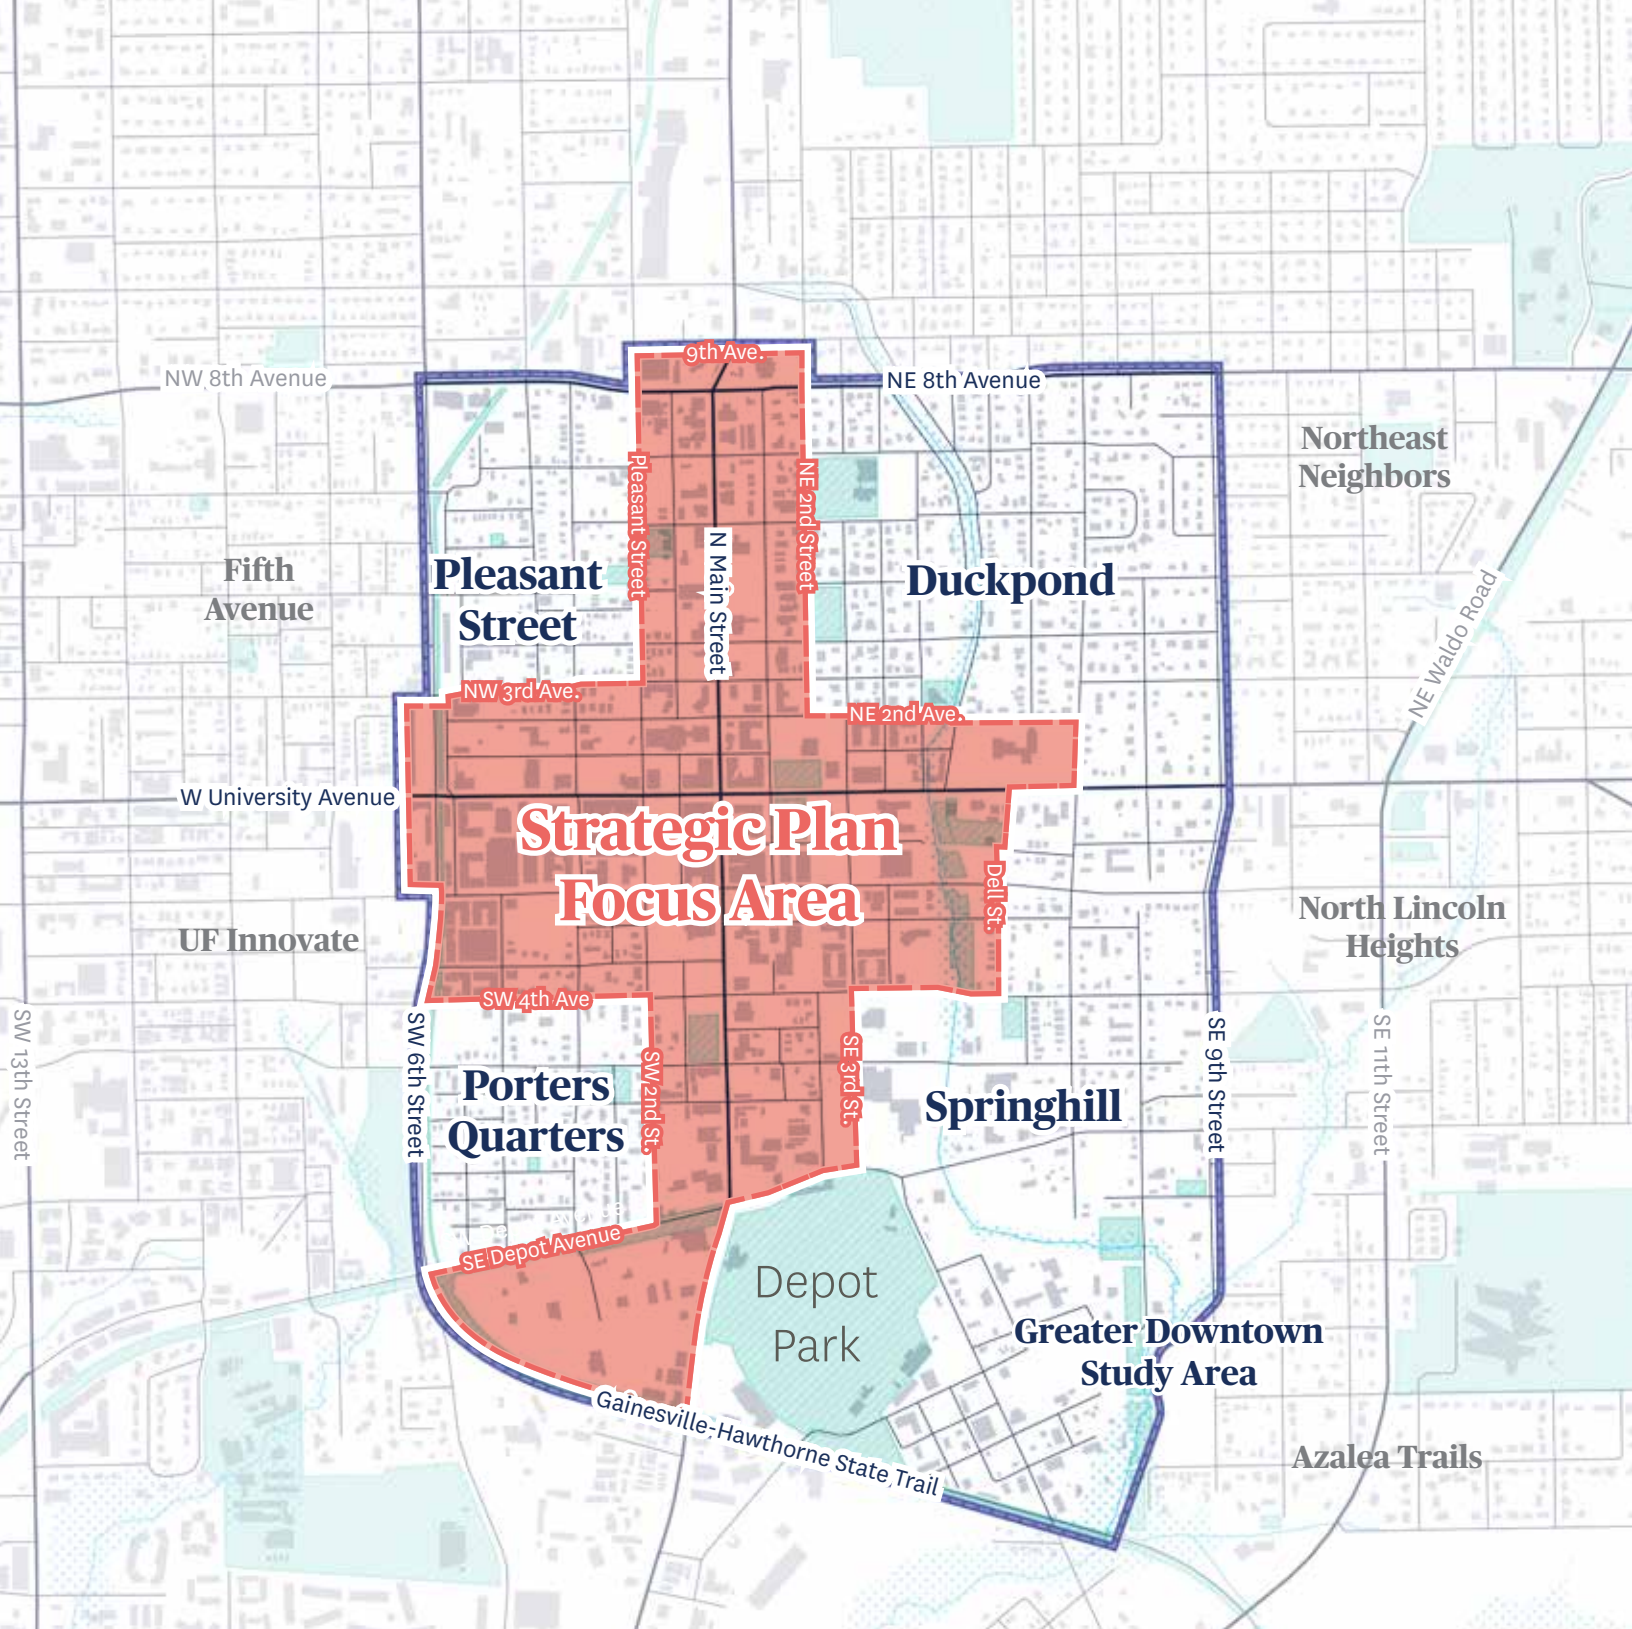 9th Ave.
NW 8th Avenue
NE 8th Avenue
Northeast
Neighbors
Pleasant Street
NE 2nd Street
N Main Street
Fifth
Avenue
Pleasant
Street
Duckpond
NE Waldo Road
NW 3rd Ave.
NE 2nd Ave.
W University Avenue
Strategic Plan
Focus Area
Dell St.
UF Innovate
North Lincoln
Heights
SW 4th Ave
SW 13th Street
SW 6th Street
SW 2nd St.
SE 3rd St.
SE 9th Street
SE 11th Street
Porters
Quarters
Springhill
SE Depot Avenue
Depot
Park
Greater Downtown
Study Area
Gainesville-Hawthorne State Trail
Azalea Trails